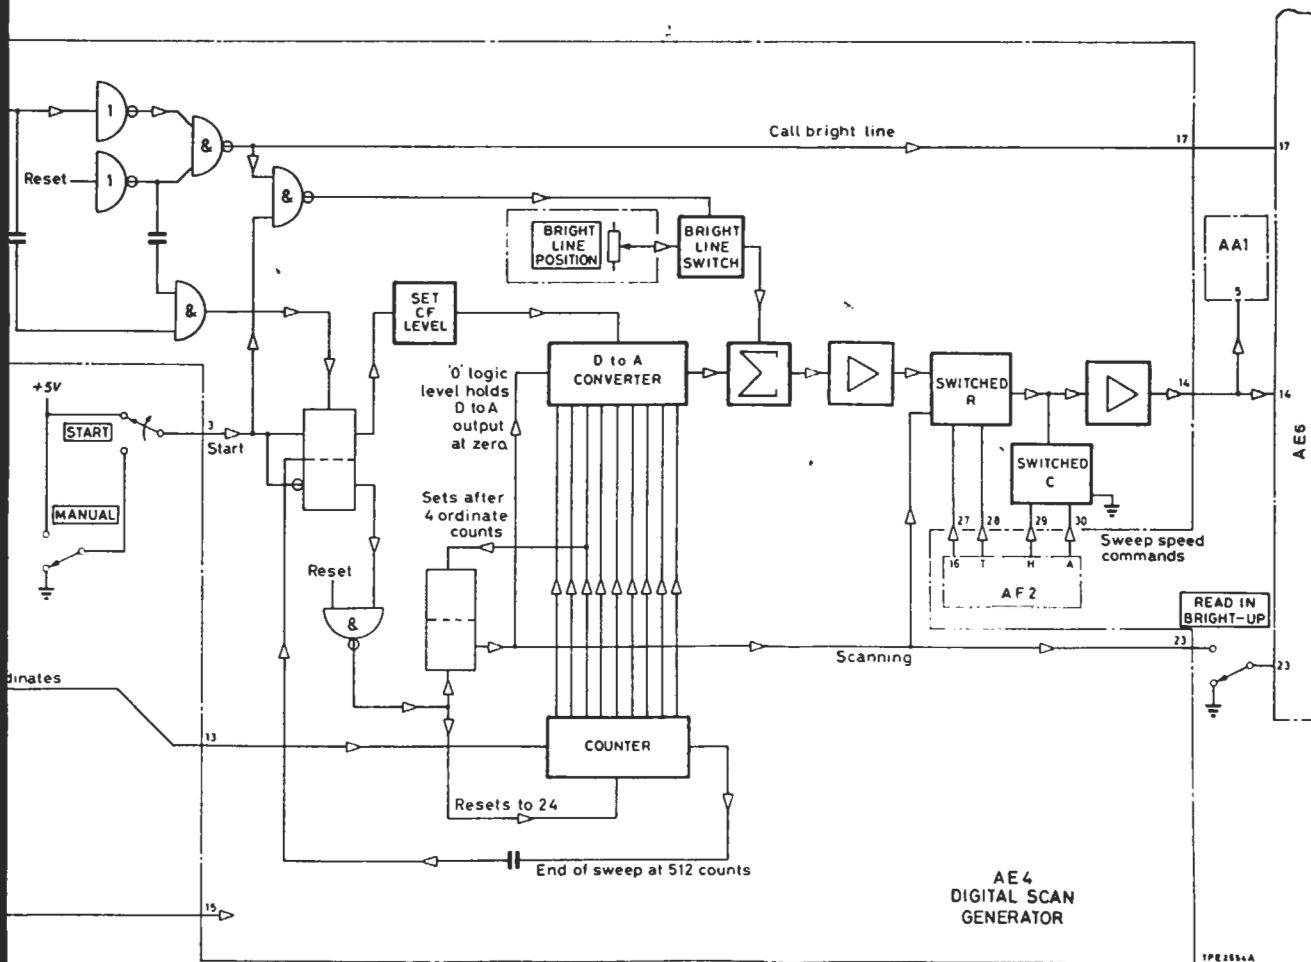 Call bright line
17
17
1
&
Reset
1
&
BRIGHT
LINE
POSITION
BRIGHT
LINE
SWITCH
AA1
5
&
SET
CF
LEVEL
D to A
CONVERTER
Σ
SWITCHED
R
14
14
'0' logic
level holds
D to A
output
at zero
+5V
START
3
Start
MANUAL
SWITCHED
C
AE6
Sets after
4 ordinate
counts
27
28
29
30
Sweep speed
commands
16
T
H
A
AF2
Reset
&
READ IN
BRIGHT-UP
Scanning
23
23
dinates
13
COUNTER
Resets to 24
End of sweep at 512 counts
15
AE4
DIGITAL SCAN
GENERATOR
TPE2554A